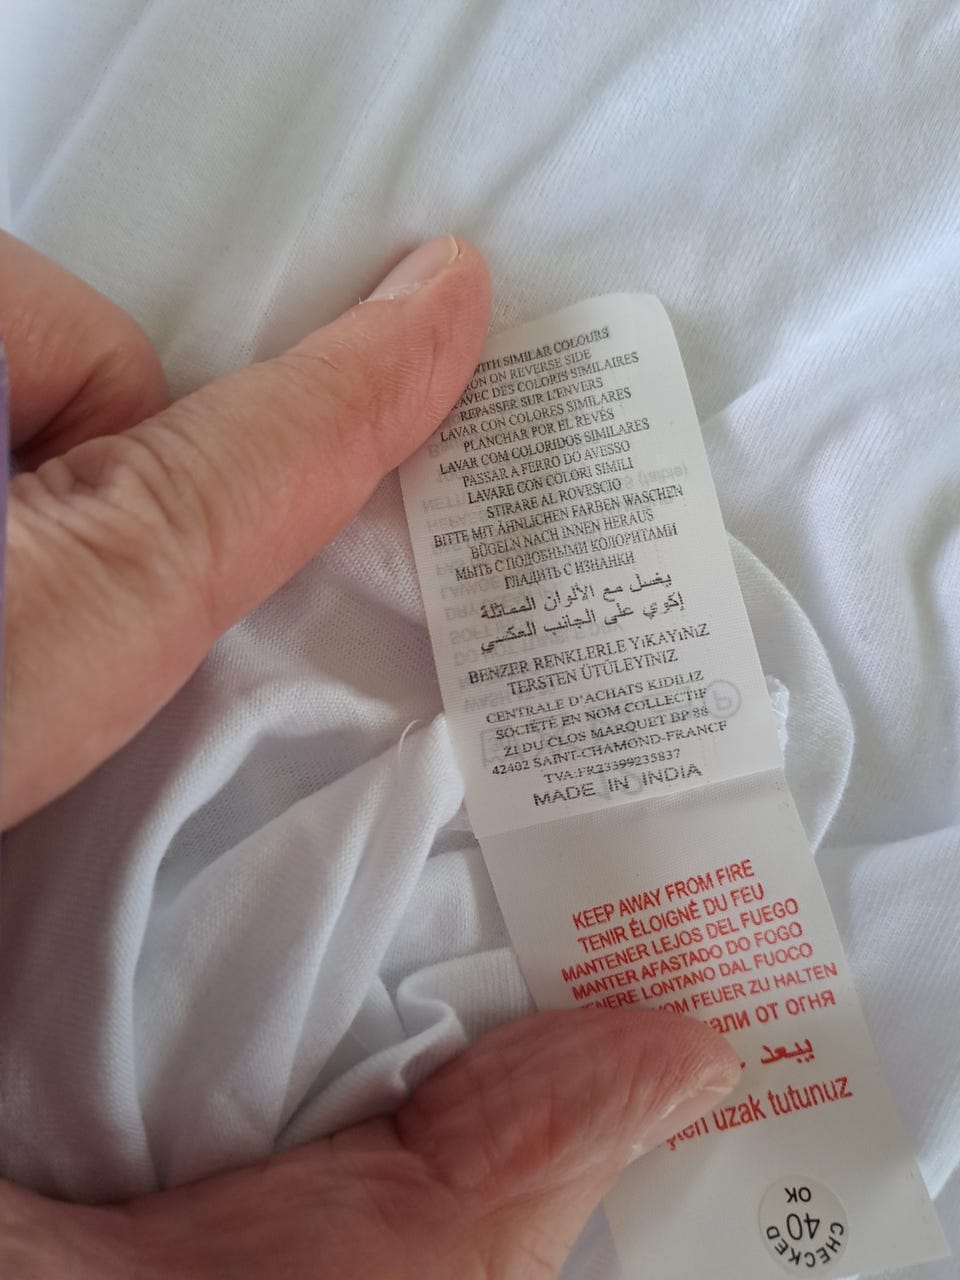 WITH SIMILAR COLOURS
IRON ON REVERSE SIDE
AVEC DES COLORIS SIMILAIRES
REPASSER SUR L'ENVERS
LAVAR CON COLORES SIMILARES
PLANCHAR POR EL REVÉS
LAVAR COM COLORIDOS SIMILARES
PASSAR A FERRO DO AVESSO
LAVARE CON COLORI SIMILI
STIRARE AL ROVESCIO
BITTE MIT ÄHNLICHEN FARBEN WASCHEN
BÜGELN NACH INNEN HERAUS
МЫТЬ С ПОДОБНЫМИ КОЛОРИТАМИ
ГЛАДИТЬ С ИЗНАНКИ
يغسل مع الألوان المماثلة
إكوي على الجانب العكسي
BENZER RENKLERLE YiKAYıNıZ
TERSTEN ÜTÜLEYİNİZ
CENTRALE D'ACHATS KIDILIZ
SOCIÉTÉ EN NOM COLLECTIF
ZI DU CLOS MARQUET BP 88
42402 SAINT-CHAMOND-FRANCE
TVA:FR23399235837
MADE IN INDIA
KEEP AWAY FROM FIRE
TENIR ÉLOIGNÉ DU FEU
MANTENER LEJOS DEL FUEGO
MANTER AFASTADO DO FOGO
TENERE LONTANO DAL FUOCO
VOM FEUER ZU HALTEN
ОТ ОГНЯ
يبعد
uzak tutunuz
CHECKED
40
OK